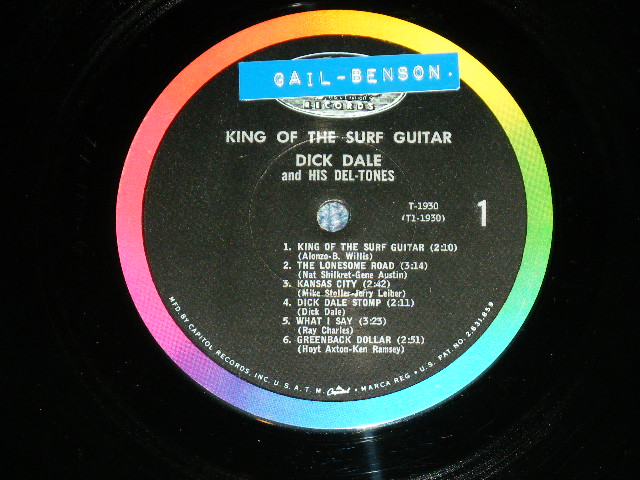 GAIL-BENSON.
RECORDS
KING OF THE SURF GUITAR
DICK DALE
and HIS DEL-TONES
T-1930
(T1-1930)
1
1. KING OF THE SURF GUITAR (2:10)
(Alonzo-B. Willis)
2. THE LONESOME ROAD (3:14)
(Nat Shilkret-Gene Austin)
3. KANSAS CITY (2:42)
(Mike Stoller-Jerry Leiber)
4. DICK DALE STOMP (2:11)
(Dick Dale)
5. WHAT I SAY (3:23)
(Ray Charles)
6. GREENBACK DOLLAR (2:51)
(Hoyt Axton-Ken Ramsey)
MFD. BY CAPITOL RECORDS, INC. U.S.A. T.M. Capitol • MARCA REG. • U.S. PAT. NO. 2,631,859